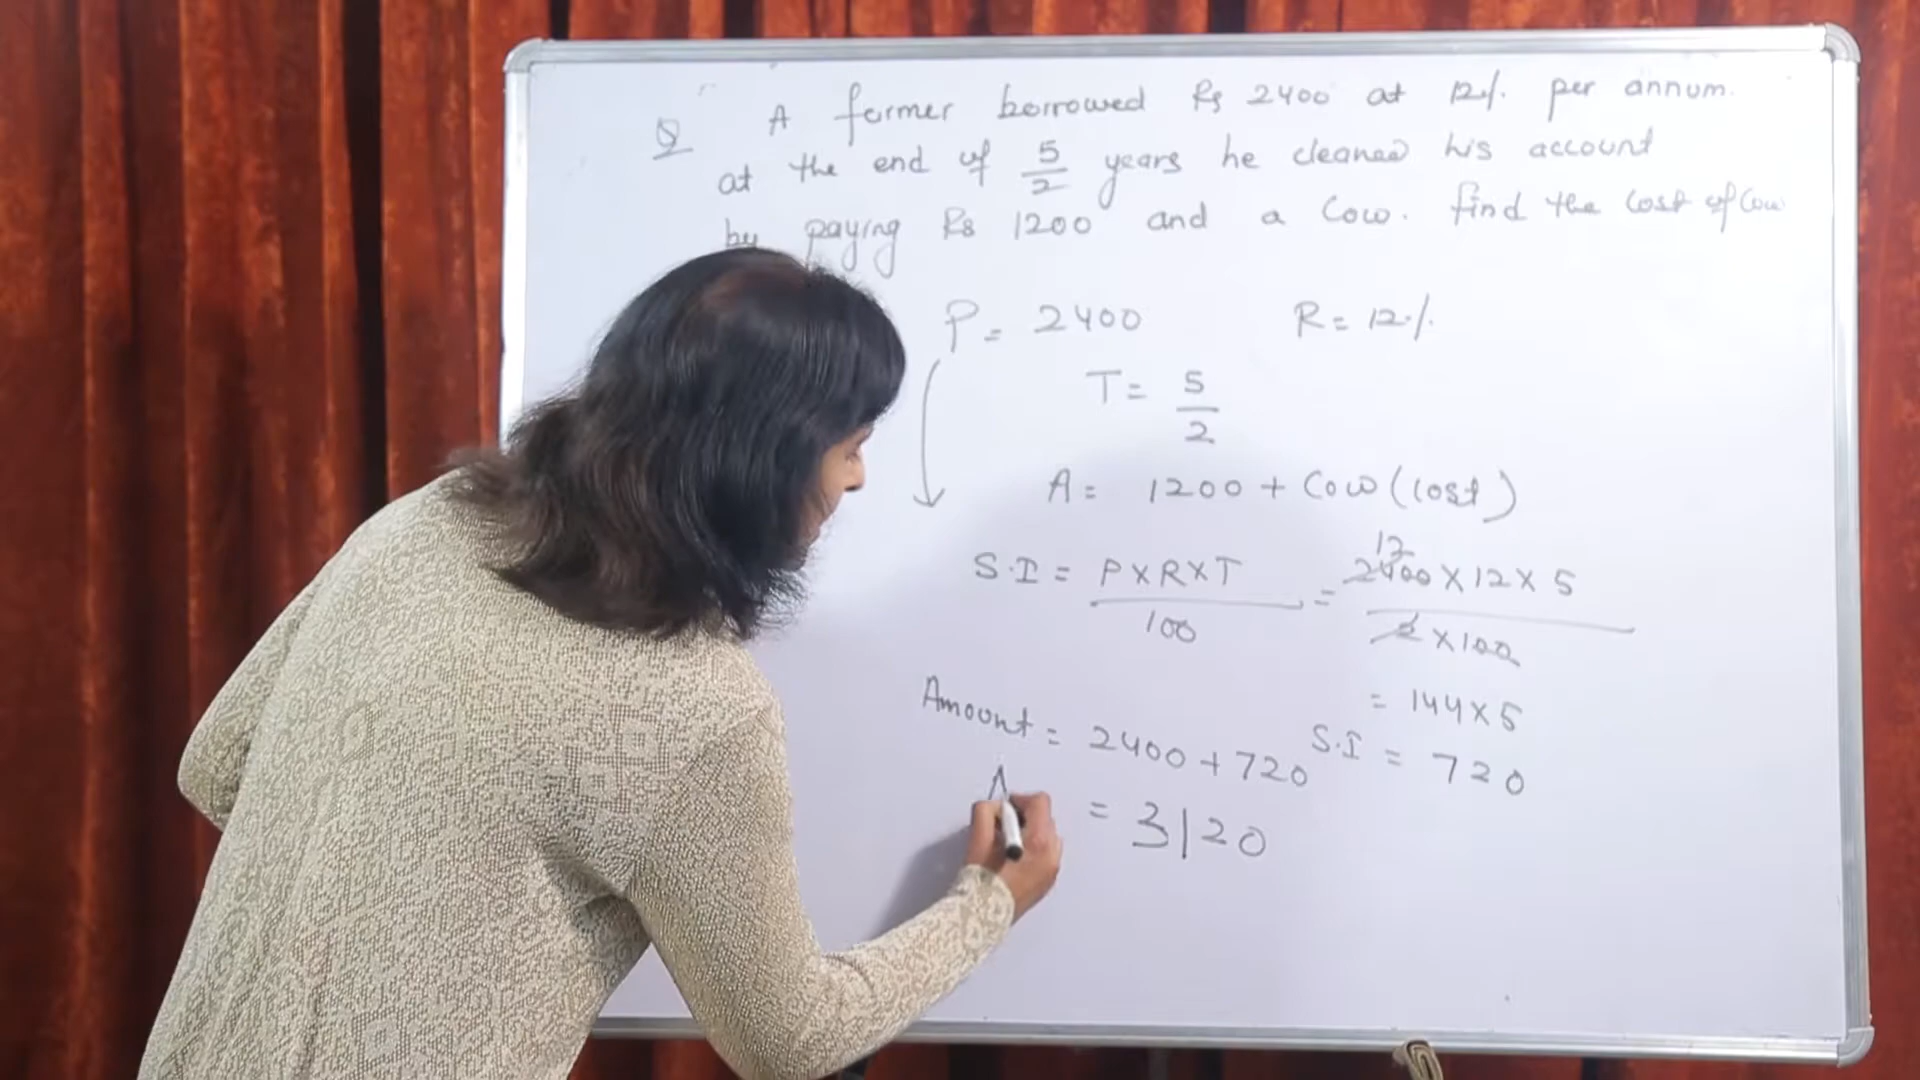 Q A farmer borrowed Rs 2400 at 12% per annum.
at the end of 5/2 years he cleared his account
by paying Rs 1200 and a Cow. find the cost of Cow
P = 2400 R = 12%
T = 5/2
A = 1200 + Cow (cost)
S.I = P×R×T/100 = 2400×12×5/2×100
12
= 144×5
S.I = 720
Amount = 2400 + 720
A = 3120